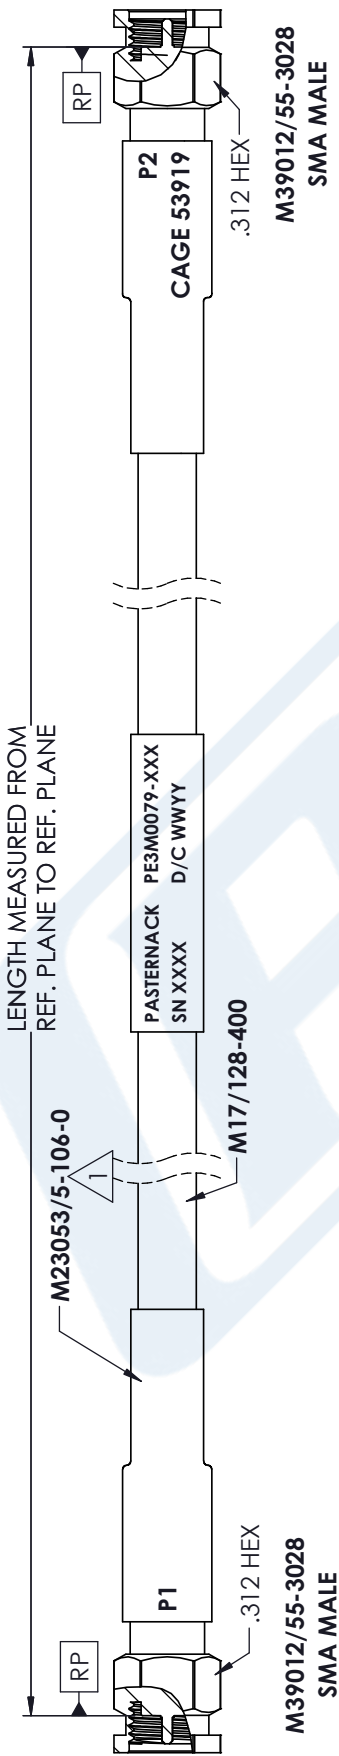 LENGTH MEASURED FROM
REF. PLANE TO REF. PLANE
RP
RP
M23053/5-106-0
1
P1
PASTERNACK PE3M0079-XXX
SN XXXX D/C WWYY
P2
CAGE 53919
M17/128-400
.312 HEX
.312 HEX
M39012/55-3028
SMA MALE
M39012/55-3028
SMA MALE